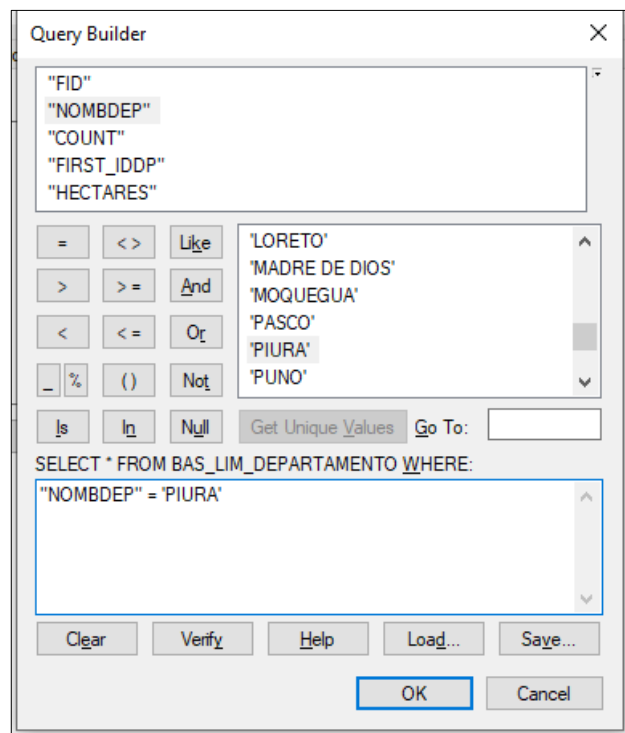 Query Builder
"FID"
"NOMBDEP"
"COUNT"
"FIRST_IDDP"
"HECTARES"
= < > Like
> > = And
< < = Or
_ % ( ) Not
Is In Null
'LORETO'
'MADRE DE DIOS'
'MOQUEGUA'
'PASCO'
'PIURA'
'PUNO'
Get Unique Values Go To:
SELECT * FROM BAS_LIM_DEPARTAMENTO WHERE:
"NOMBDEP" = 'PIURA'
Clear Verify Help Load... Save...
OK Cancel